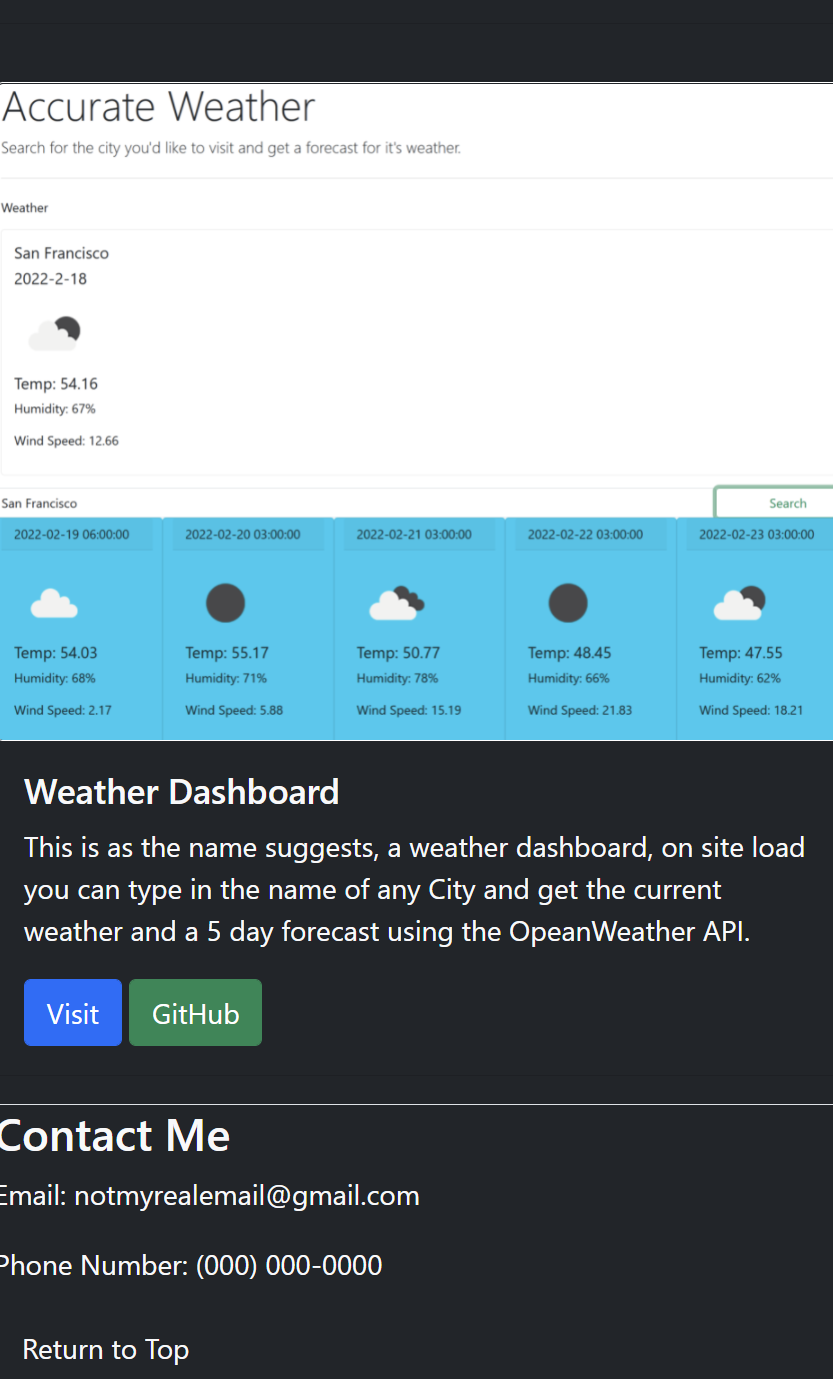 Accurate Weather
Search for the city you'd like to visit and get a forecast for it's weather.
Weather
San Francisco
2022-2-18
Temp: 54.16
Humidity: 67%
Wind Speed: 12.66
San Francisco
Search
2022-02-19 06:00:00 2022-02-20 03:00:00 2022-02-21 03:00:00 2022-02-22 03:00:00 2022-02-23 03:00:00
Temp: 54.03 Temp: 55.17 Temp: 50.77 Temp: 48.45 Temp: 47.55
Humidity: 68% Humidity: 71% Humidity: 78% Humidity: 66% Humidity: 62%
Wind Speed: 2.17 Wind Speed: 5.88 Wind Speed: 15.19 Wind Speed: 21.83 Wind Speed: 18.21
Weather Dashboard
This is as the name suggests, a weather dashboard, on site load
you can type in the name of any City and get the current
weather and a 5 day forecast using the OpeanWeather API.
Visit GitHub
Contact Me
Email: notmyrealemail@gmail.com
Phone Number: (000) 000-0000
Return to Top